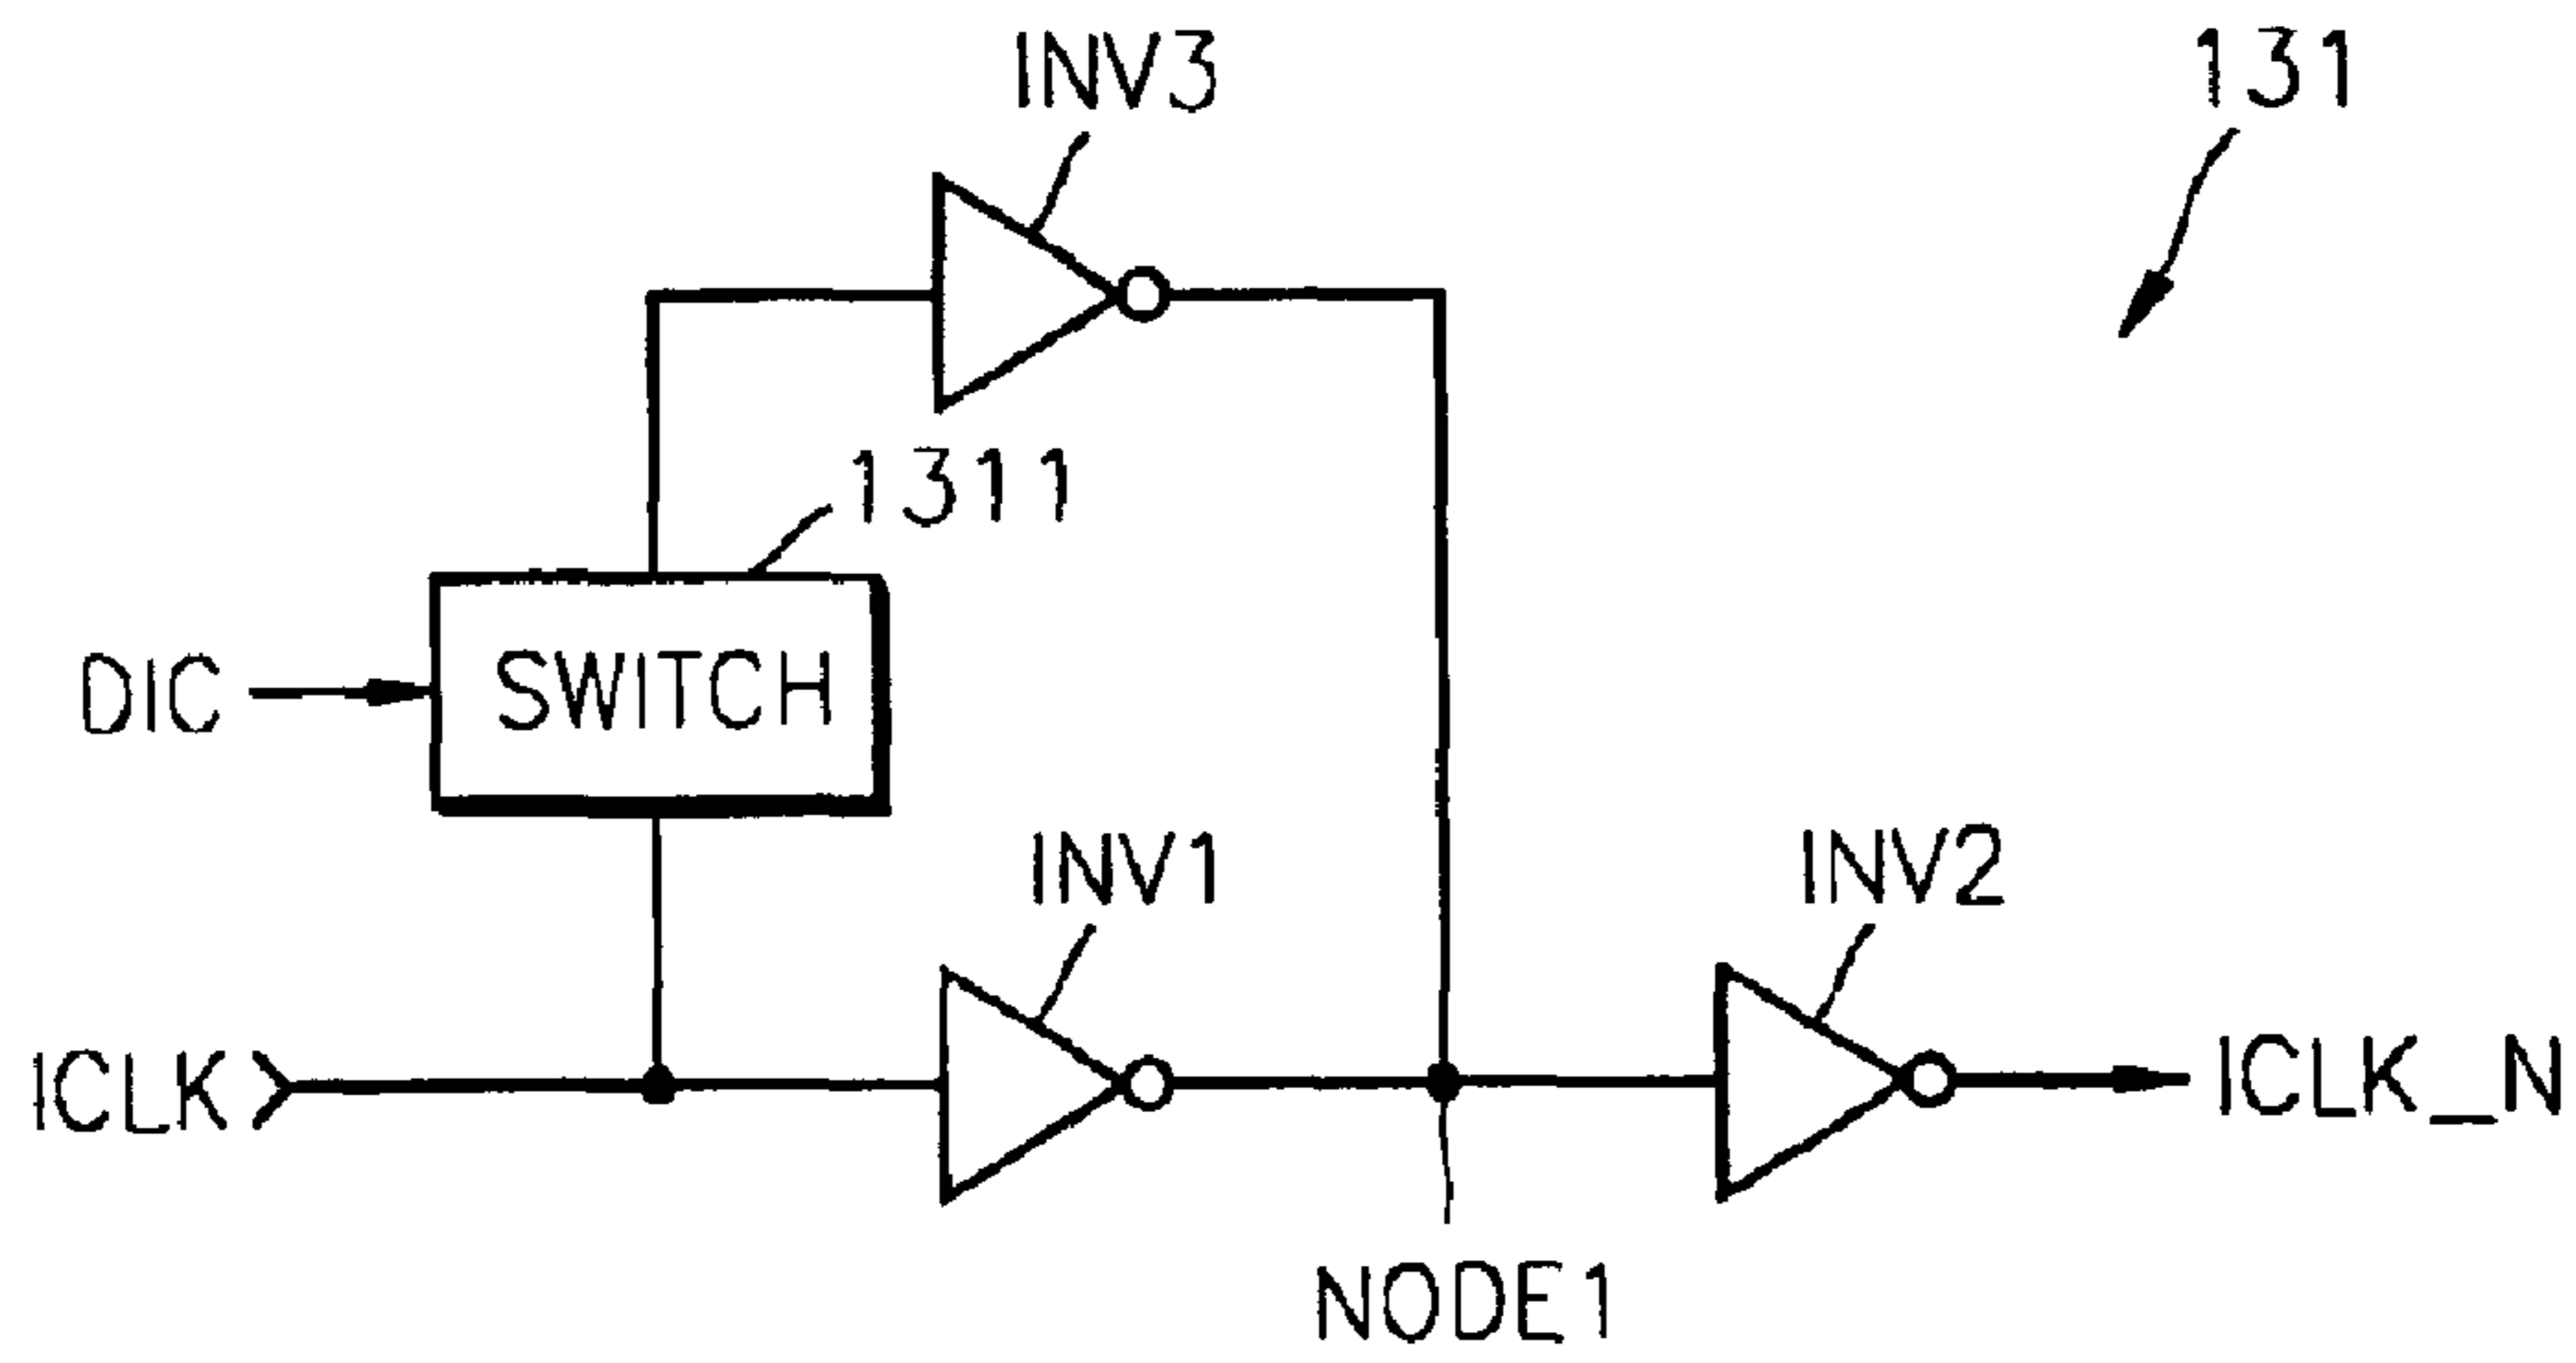 INV3
131
1311
DIC
SWITCH
INV1
INV2
ICLK
ICLK_N
NODE1